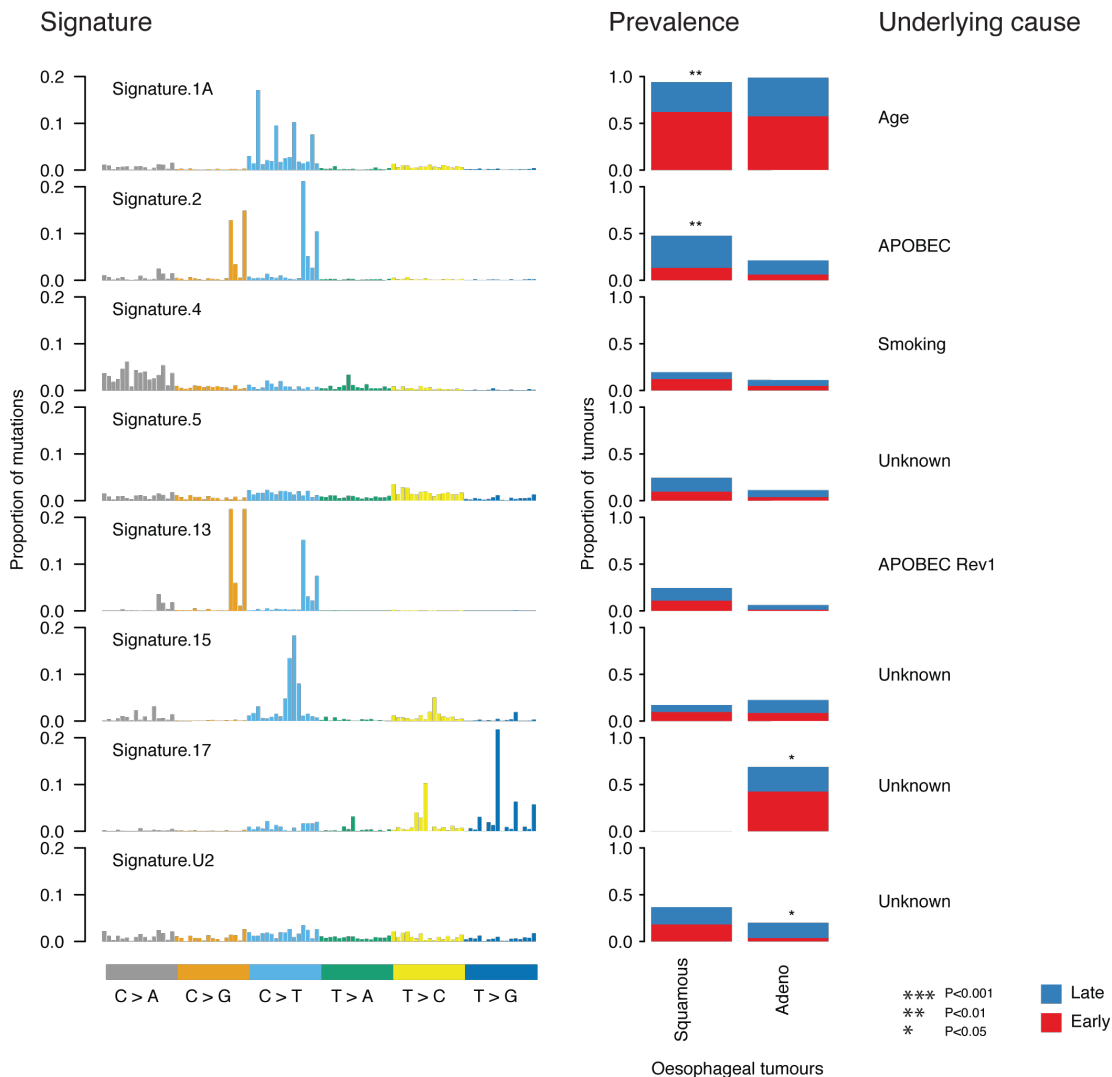 Signature
Prevalence
Underlying cause
Proportion of mutations
Proportion of tumours
0.2
0.1
0.0
Signature.1A
1.0
0.5
0.0
**
Age
0.2
0.1
0.0
Signature.2
1.0
0.5
0.0
**
APOBEC
0.2
0.1
0.0
Signature.4
1.0
0.5
0.0
Smoking
0.2
0.1
0.0
Signature.5
1.0
0.5
0.0
Unknown
0.2
0.1
0.0
Signature.13
1.0
0.5
0.0
APOBEC Rev1
0.2
0.1
0.0
Signature.15
1.0
0.5
0.0
Unknown
0.2
0.1
0.0
Signature.17
1.0
0.5
0.0
*
Unknown
0.2
0.1
0.0
Signature.U2
1.0
0.5
0.0
*
Unknown
C > A C > G C > T T > A T > C T > G
Squamous
Adeno
Oesophageal tumours
*** P<0.001
** P<0.01
* P<0.05
Late
Early